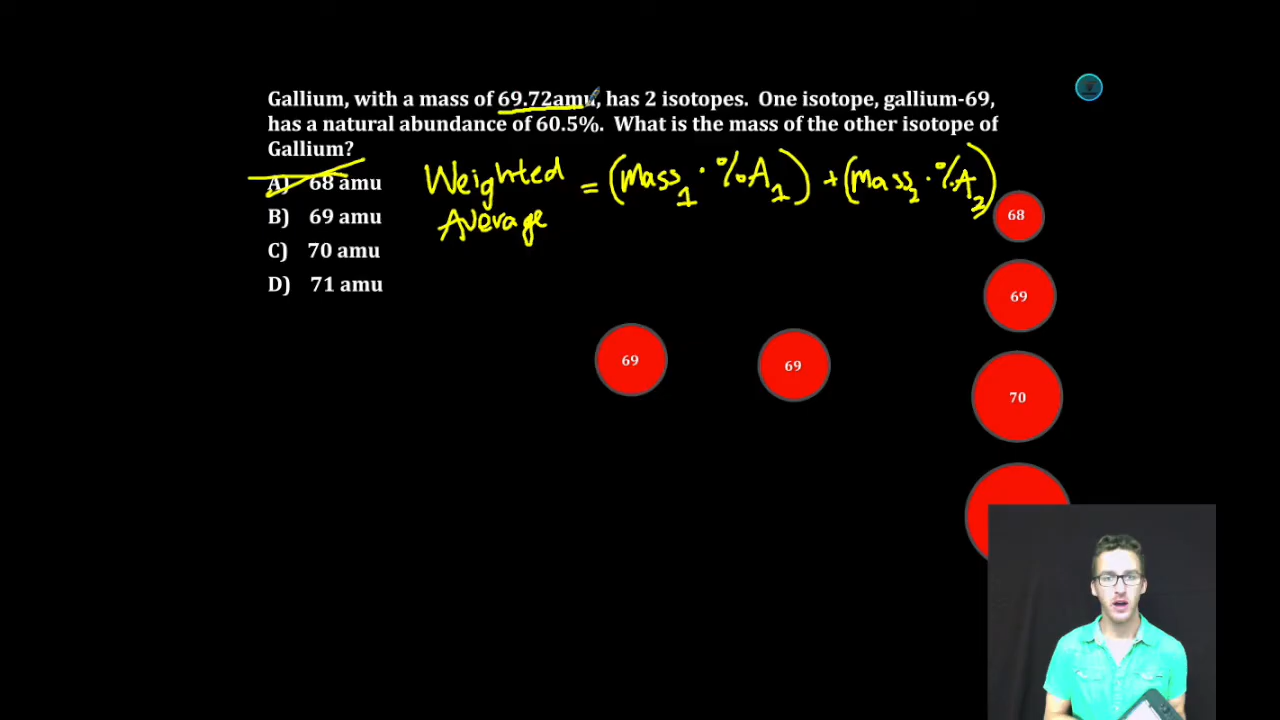 Gallium, with a mass of 69.72amu, has 2 isotopes. One isotope, gallium-69,
has a natural abundance of 60.5%. What is the mass of the other isotope of
Gallium?
A) 68 amu
B) 69 amu
C) 70 amu
D) 71 amu
Weighted Average = (Mass₁ · %A₁) + (Mass₂ · %A₂)
68
69
69
69
70